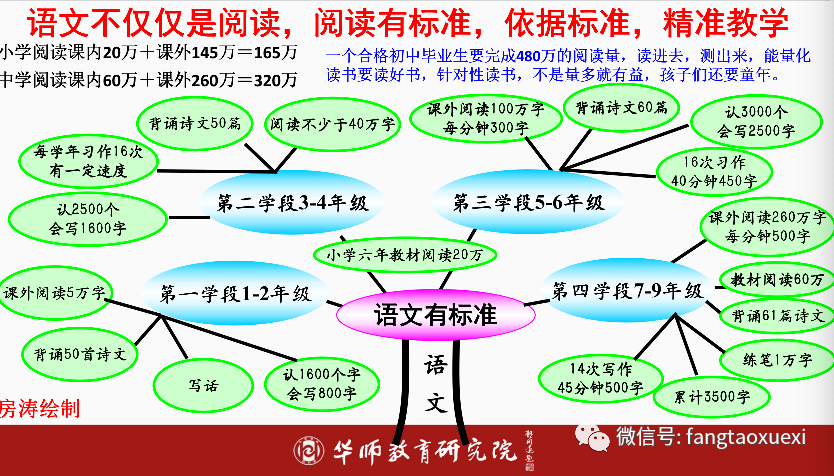 语文不仅仅是阅读，阅读有标准，依据标准，精准教学
小学阅读课内20万＋课外145万＝165万
中学阅读课内60万＋课外260万＝320万
一个合格初中毕业生要完成480万的阅读量，读进去，测出来，能量化
读书要读好书，针对性读书，不是量多就有益，孩子们还要童年。
背诵诗文50篇
阅读不少于40万字
每学年习作16次
有一定速度
认2500个
会写1600字
第二学段3-4年级
课外阅读100万字
每分钟300字
背诵诗文60篇
认3000个
会写2500字
16次习作
40分钟450字
第三学段5-6年级
小学六年教材阅读20万
课外阅读5万字
第一学段1-2年级
背诵50首诗文
写话
认1600个字
会写800字
语文有标准
语
文
第四学段7-9年级
课外阅读260万字
每分钟500字
教材阅读60万
背诵61篇诗文
练笔1万字
14次写作
45分钟500字
累计3500字
房涛绘制
华师教育研究院
微信号: fangtaoxuexi